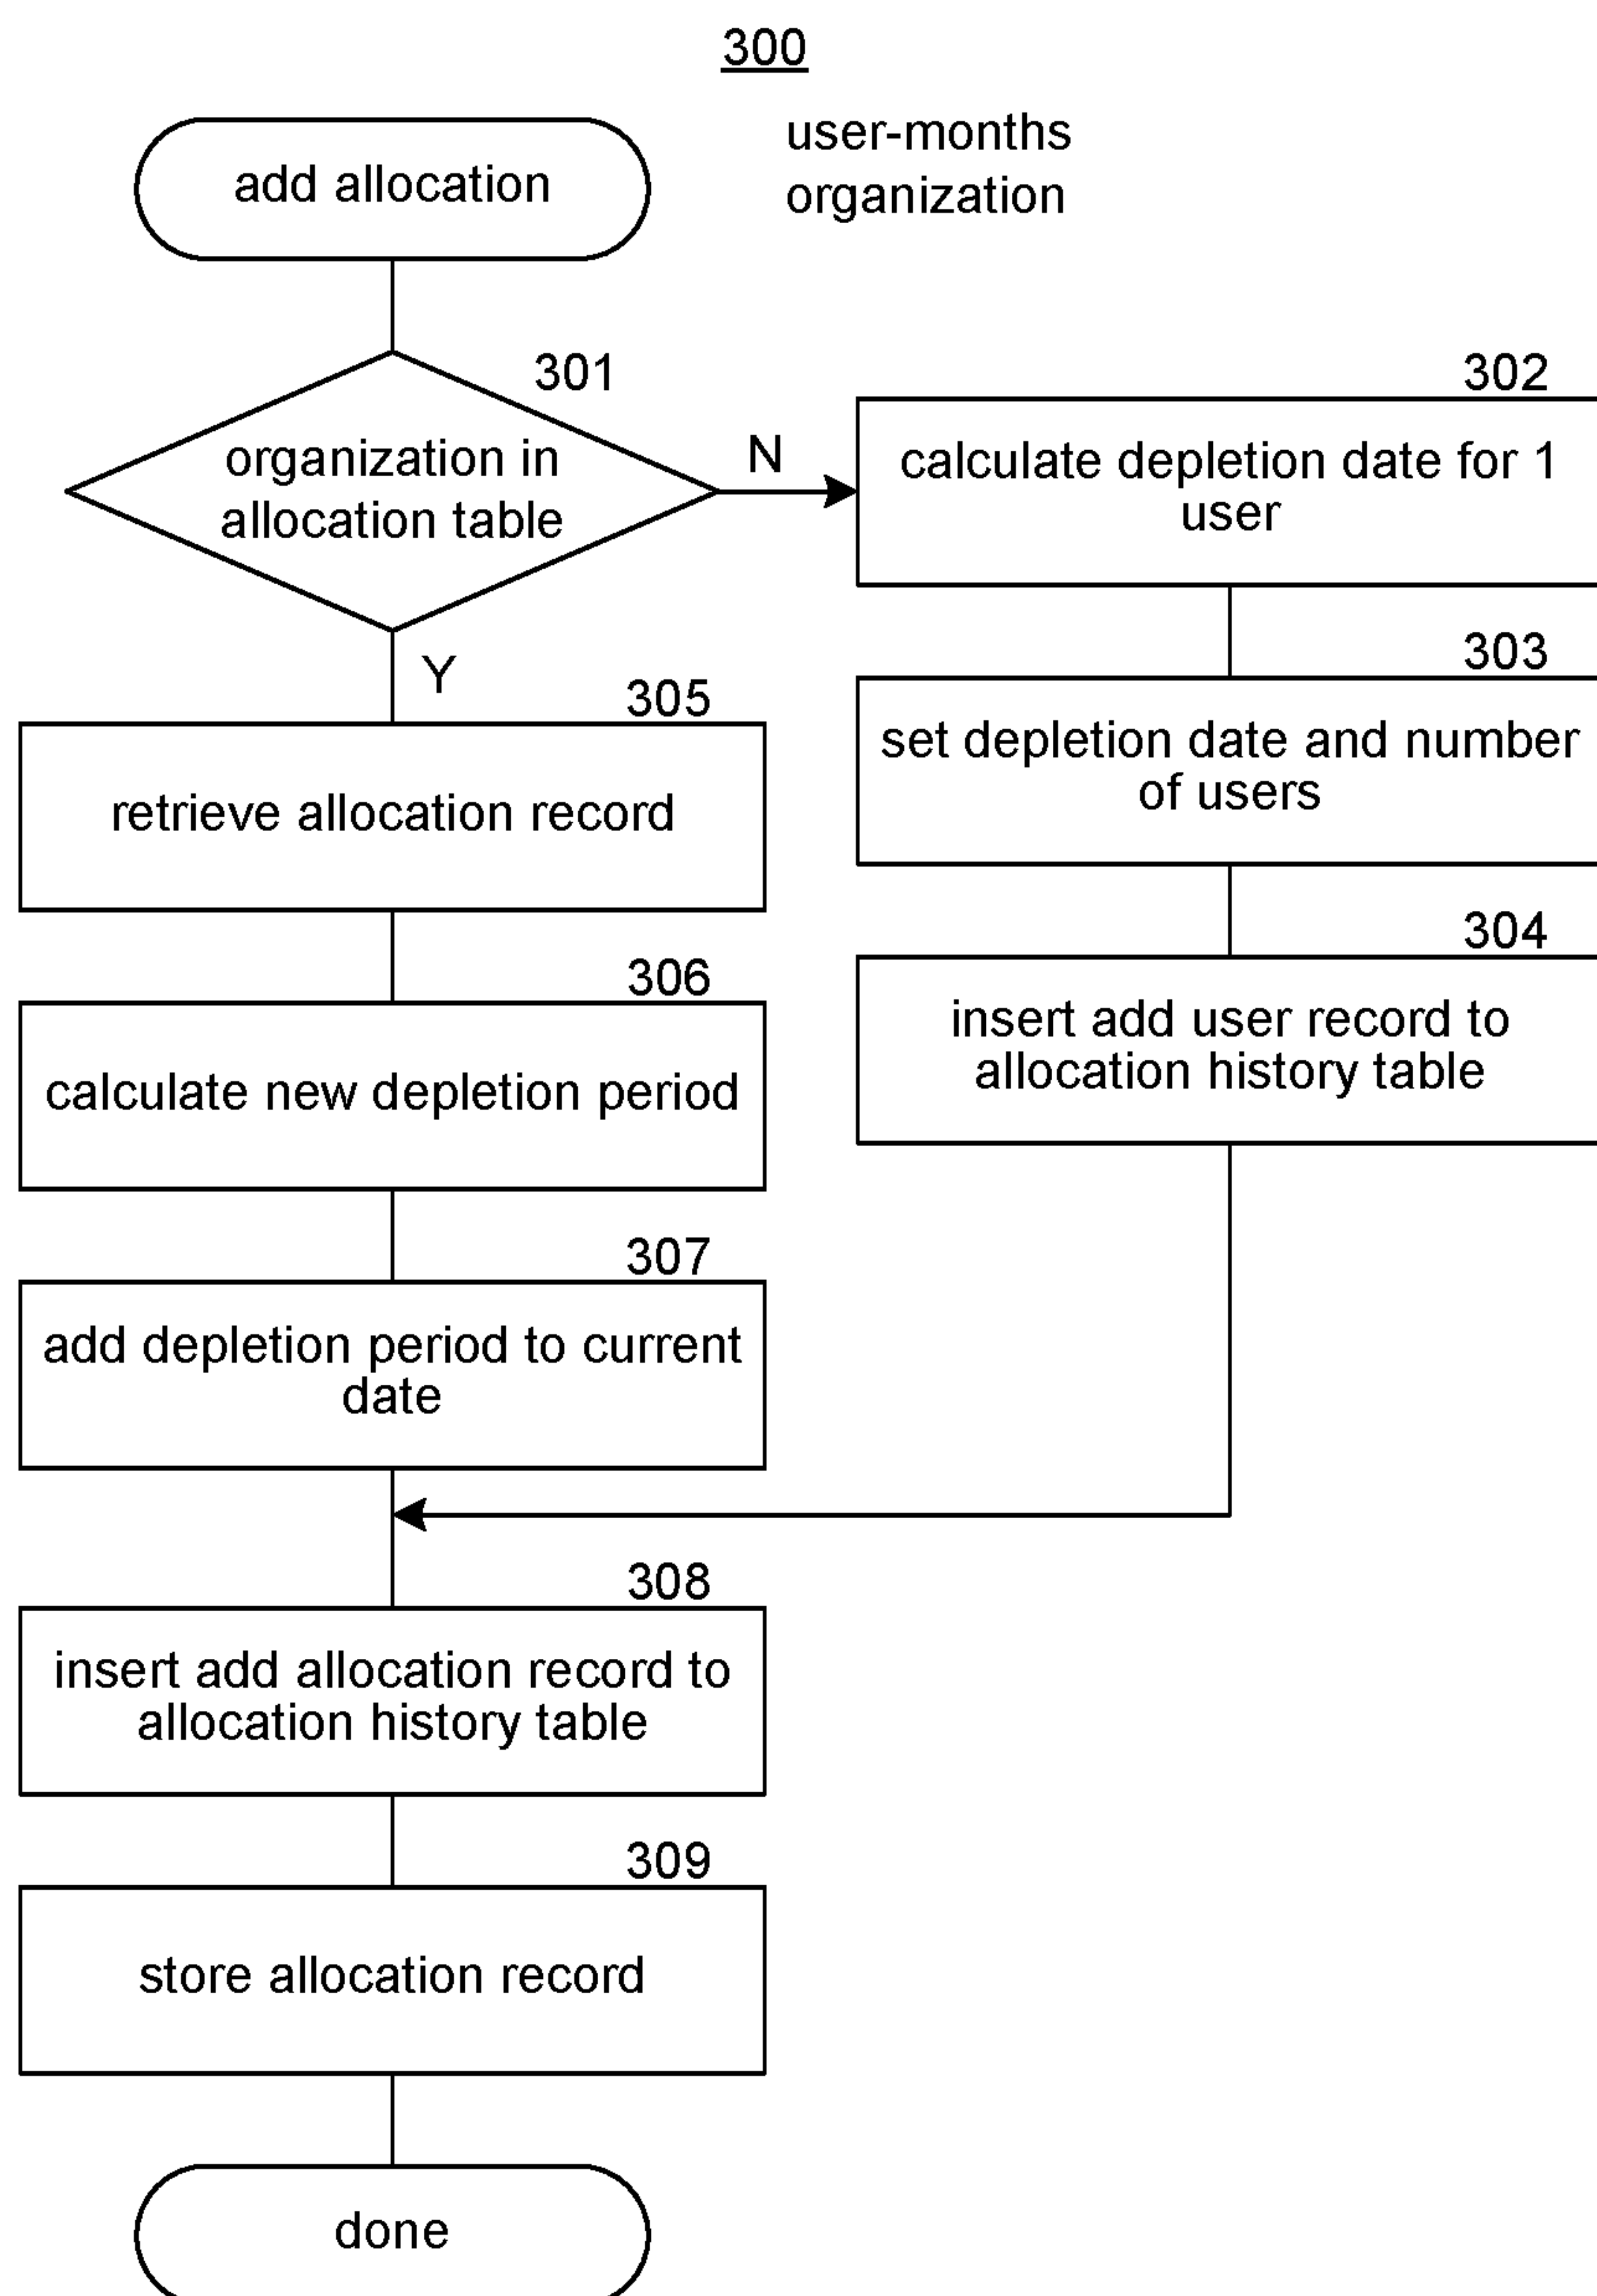 300
user-months
organization
add allocation
301
organization in
allocation table
N
Y
302
calculate depletion date for 1
user
303
set depletion date and number
of users
304
insert add user record to
allocation history table
305
retrieve allocation record
306
calculate new depletion period
307
add depletion period to current
date
308
insert add allocation record to
allocation history table
309
store allocation record
done